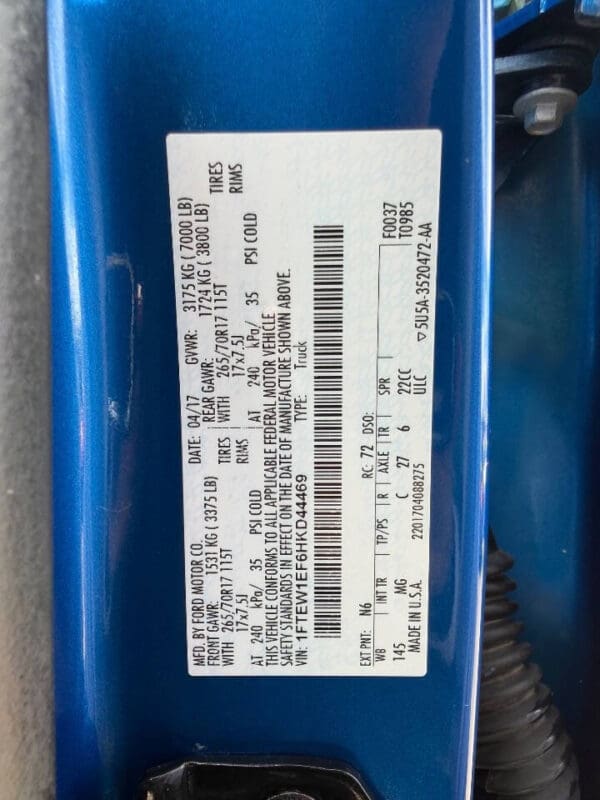 MFD. BY FORD MOTOR CO.
DATE: 04/17 GVWR: 3175 KG ( 7000 LB)
FRONT GAWR: 1531KG ( 3375 LB) REAR GAWR: 1724 KG ( 3800 LB)
WITH 265/70R17 115T TIRES WITH 265/70R17 115T TIRES
17x7.5J RIMS 17x7.5J RIMS
AT 240 kPa/ 35 PSI COLD AT 240 kPa/ 35 PSI COLD
THIS VEHICLE CONFORMS TO ALL APPLICABLE FEDERAL MOTOR VEHICLE
SAFETY STANDARDS IN EFFECT ON THE DATE OF MANUFACTURE SHOWN ABOVE.
VIN: 1FTEW1EF6HKD44469 TYPE: Truck
EXT PNT: N6 RC: 72 DSO: F0037
WB INT TR TP/PS R AXLE TR SPR T0985
145 MG C 27 6 22CC
MADE IN U.S.A. 2201704088275 ULC ▽5U5A-3520472-AA